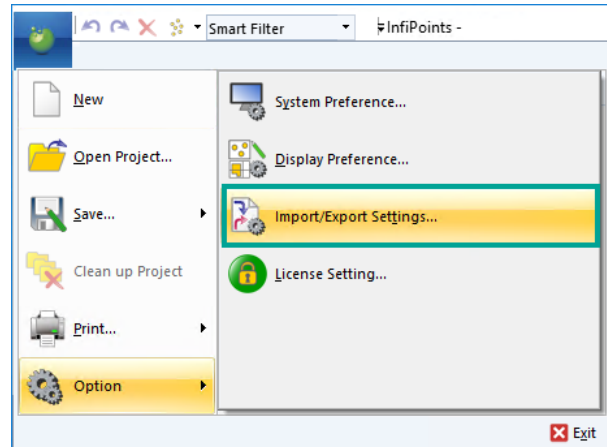 Smart Filter
InfiPoints -
New
Open Project...
Save...
Clean up Project
Print...
Option
System Preference...
Display Preference...
Import/Export Settings...
License Setting...
Exit